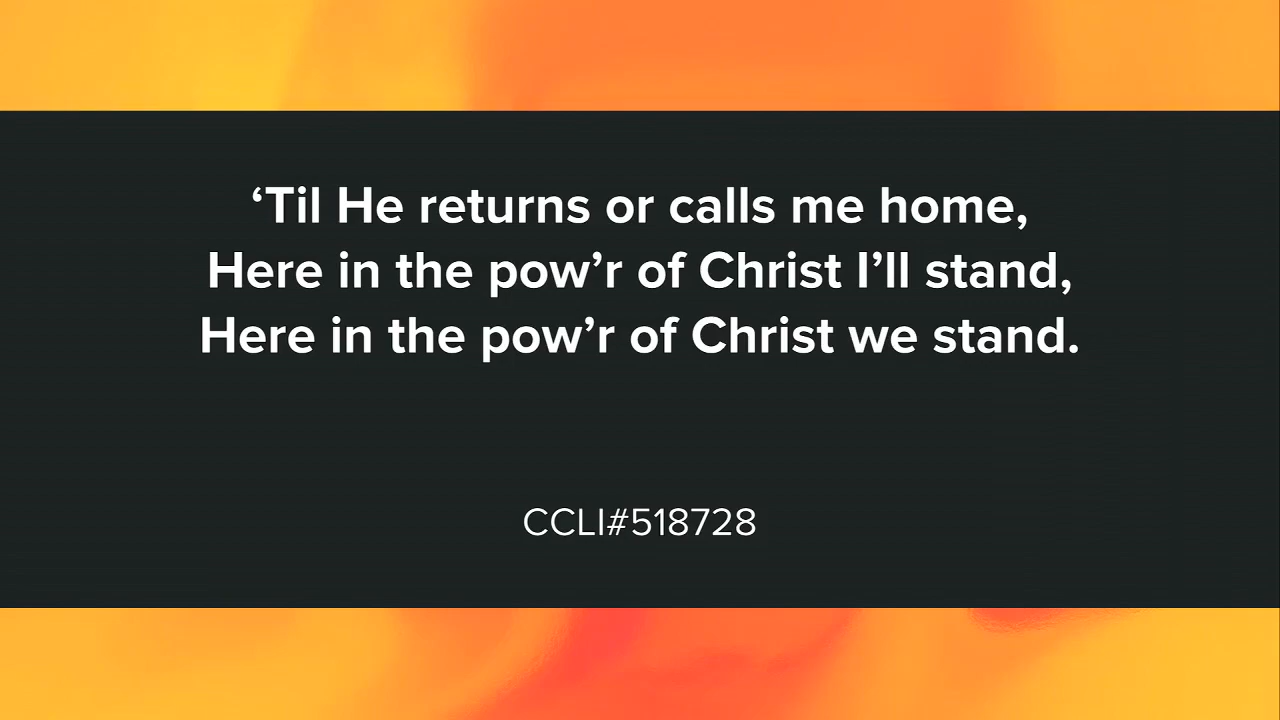 ‘Til He returns or calls me home,
Here in the pow’r of Christ I’ll stand,
Here in the pow’r of Christ we stand.
CCLI#518728